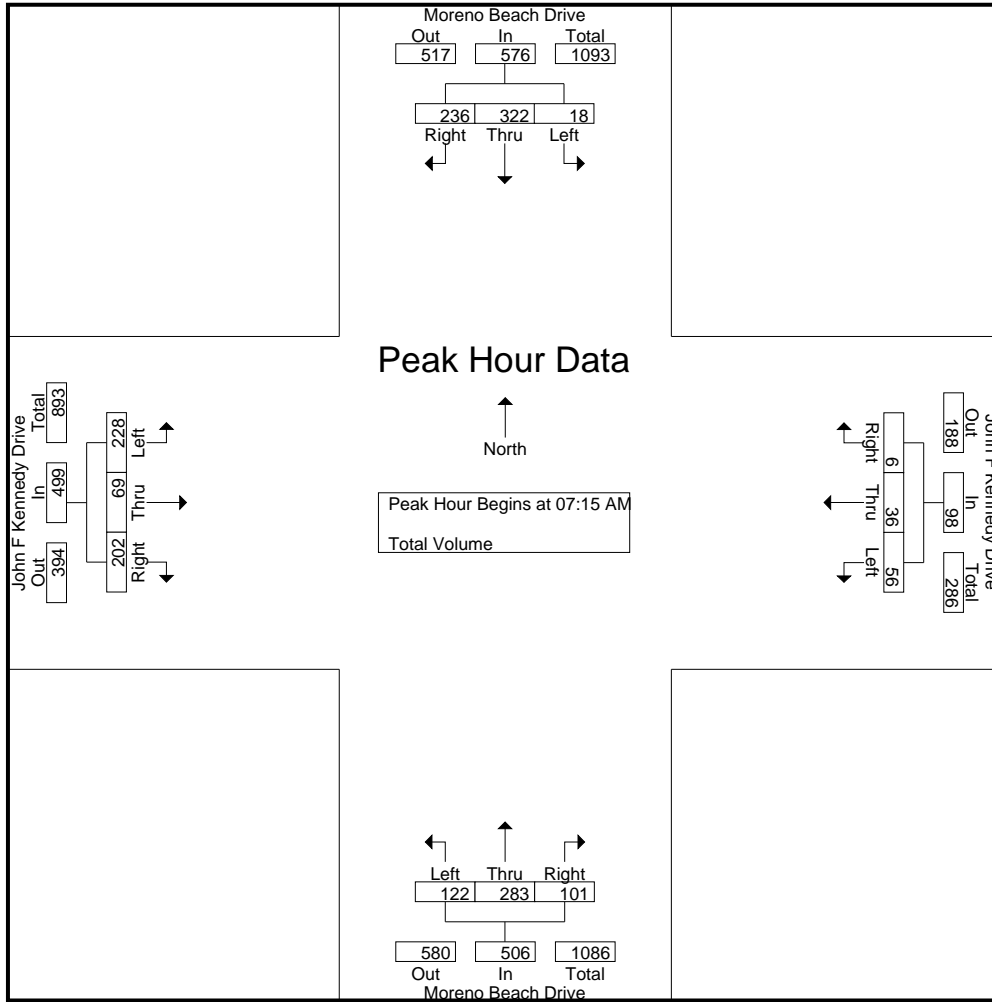 Moreno Beach Drive
Out In Total
517 576 1093
236 322 18
Right Thru Left
Peak Hour Data
North
Peak Hour Begins at 07:15 AM
Total Volume
John F Kennedy Drive
Out In Total
394 499 893
Left Thru Right
228 69 202
John F Kennedy Drive
Out In Total
188 98 286
Right Thru Left
6 36 56
Left Thru Right
122 283 101
580 506 1086
Out In Total
Moreno Beach Drive